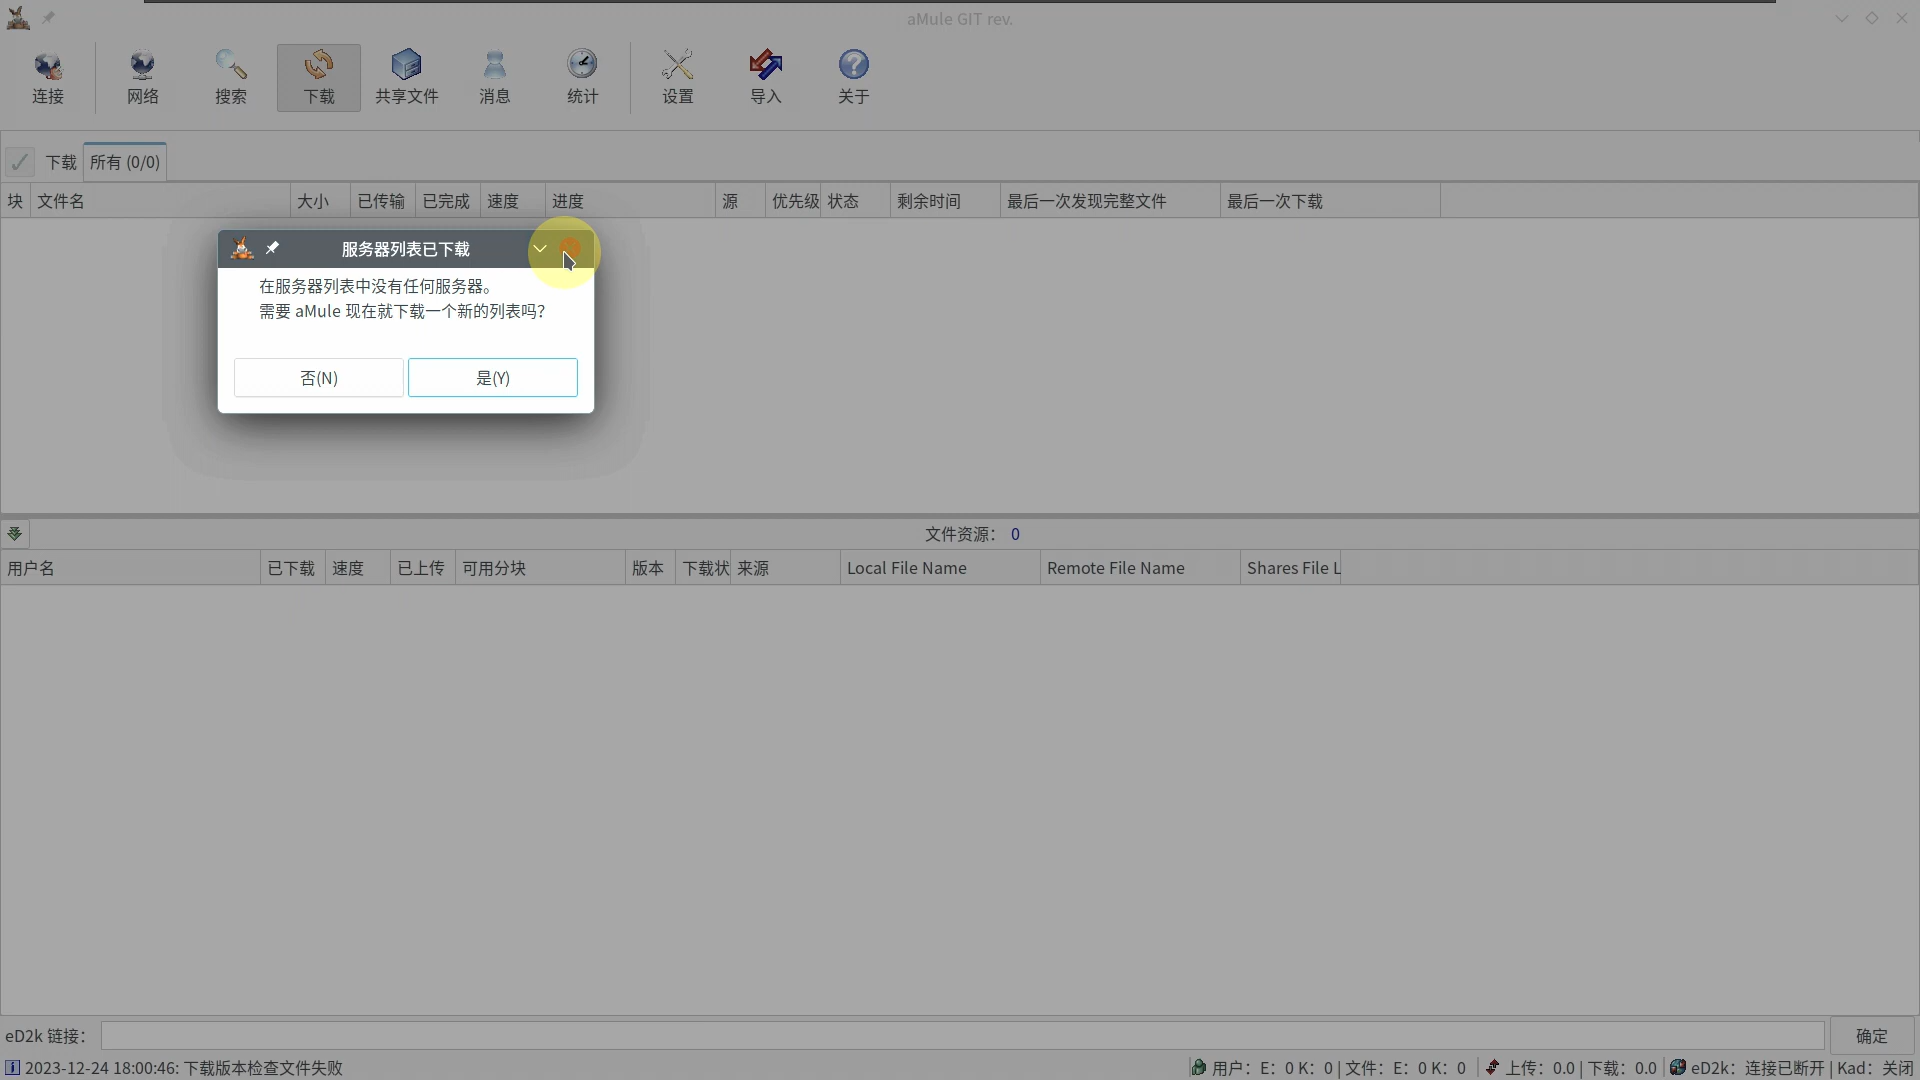 aMule GIT rev.
连接 网络 搜索 下载 共享文件 消息 统计 设置 导入 关于
下载 所有 (0/0)
块 文件名 大小 已传输 已完成 速度 进度 源 优先级 状态 剩余时间 最后一次发现完整文件 最后一次下载
服务器列表已下载
在服务器列表中没有任何服务器。
需要 aMule 现在就下载一个新的列表吗?
否(N) 是(Y)
文件资源: 0
用户名 已下载 速度 已上传 可用分块 版本 下载状 来源 Local File Name Remote File Name Shares File L
eD2k 链接: 确定
2023-12-24 18:00:46: 下载版本检查文件失败 用户: E: 0 K: 0 | 文件: E: 0 K: 0 上传: 0.0 | 下载: 0.0 eD2k: 连接已断开 | Kad: 关闭